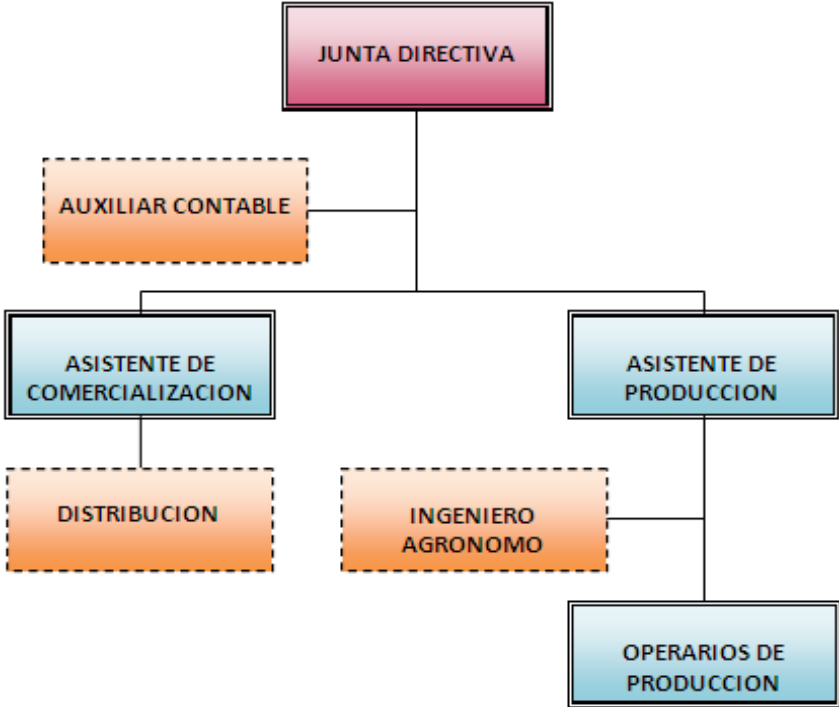 JUNTA DIRECTIVA
AUXILIAR CONTABLE
ASISTENTE DE
COMERCIALIZACION
ASISTENTE DE
PRODUCCION
DISTRIBUCION
INGENIERO
AGRONOMO
OPERARIOS DE
PRODUCCION